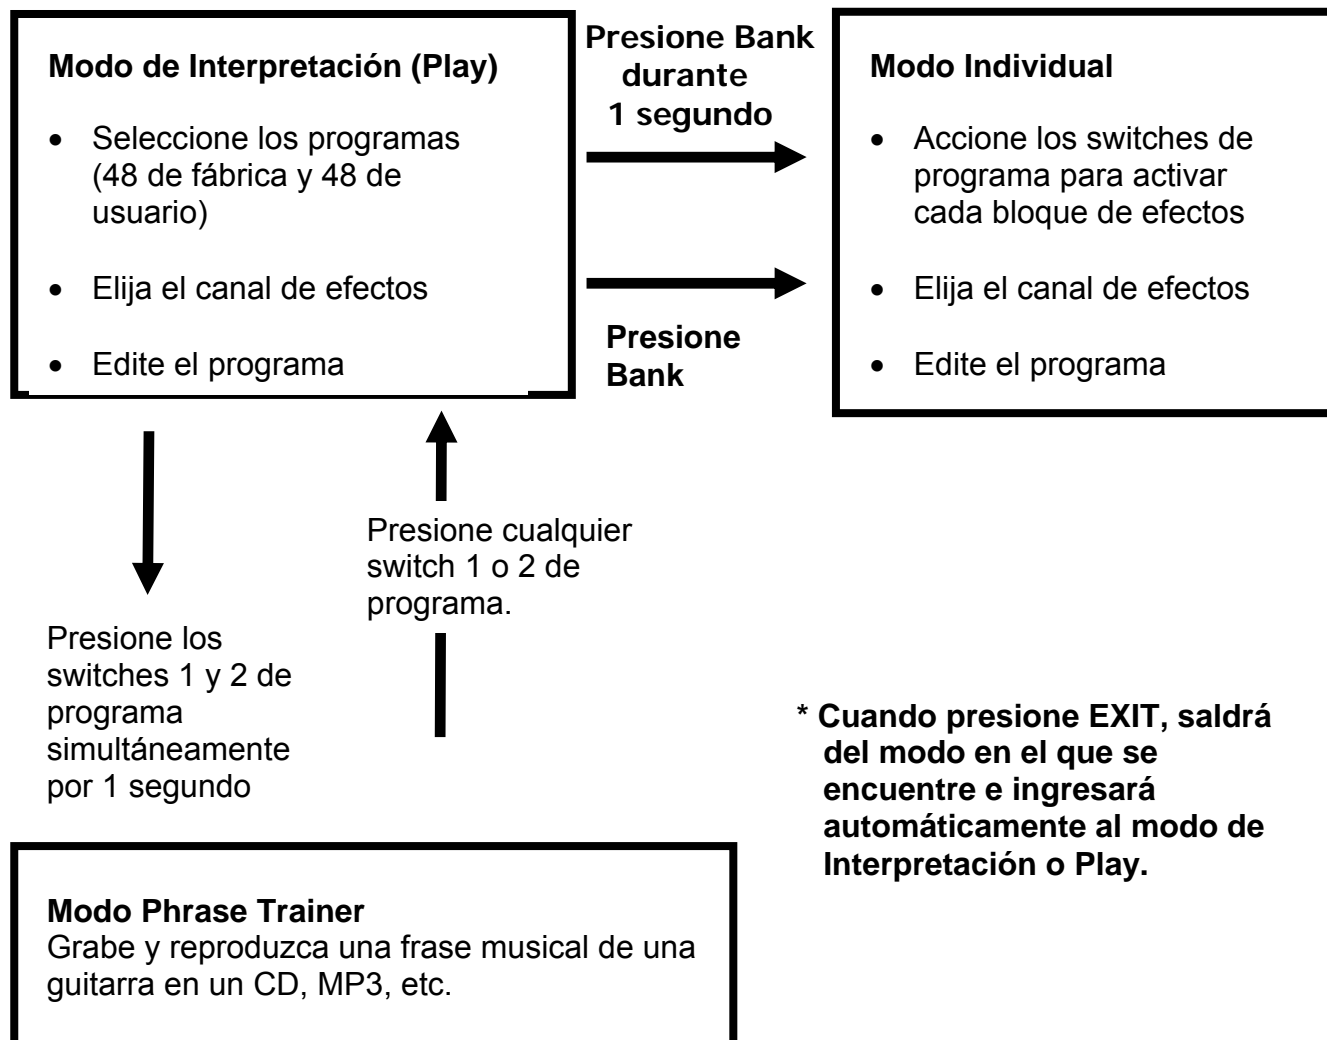 Modo de Interpretación (Play)
• Seleccione los programas
(48 de fábrica y 48 de
usuario)
• Elija el canal de efectos
• Edite el programa
Presione Bank
durante
1 segundo
Presione
Bank
Modo Individual
• Accione los switches de
programa para activar
cada bloque de efectos
• Elija el canal de efectos
• Edite el programa
Presione los
switches 1 y 2 de
programa
simultáneamente
por 1 segundo
Presione cualquier
switch 1 o 2 de
programa.
* Cuando presione EXIT, saldrá
del modo en el que se
encuentre e ingresará
automáticamente al modo de
Interpretación o Play.
Modo Phrase Trainer
Grabe y reproduzca una frase musical de una
guitarra en un CD, MP3, etc.